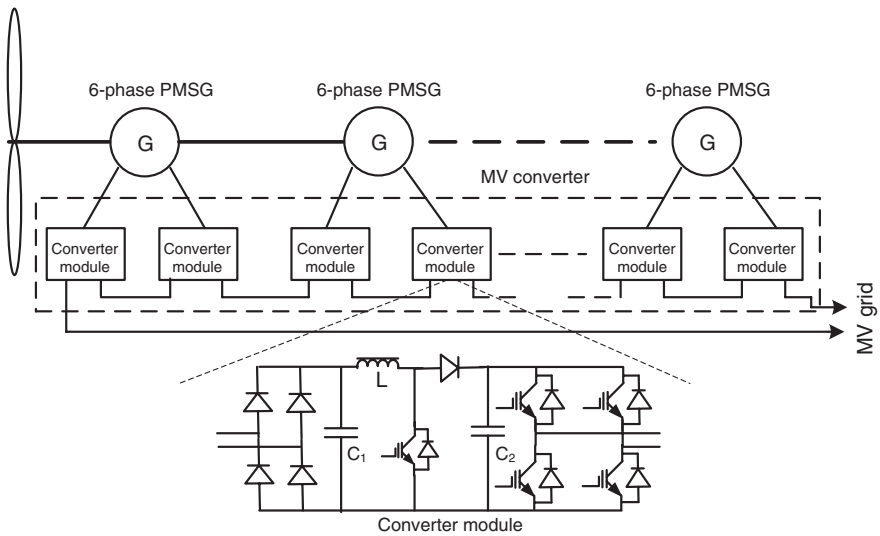 6-phase PMSG
6-phase PMSG
6-phase PMSG
G
G
G
MV converter
Converter
module
Converter
module
Converter
module
Converter
module
Converter
module
Converter
module
MV grid
L
C₁
C₂
Converter module